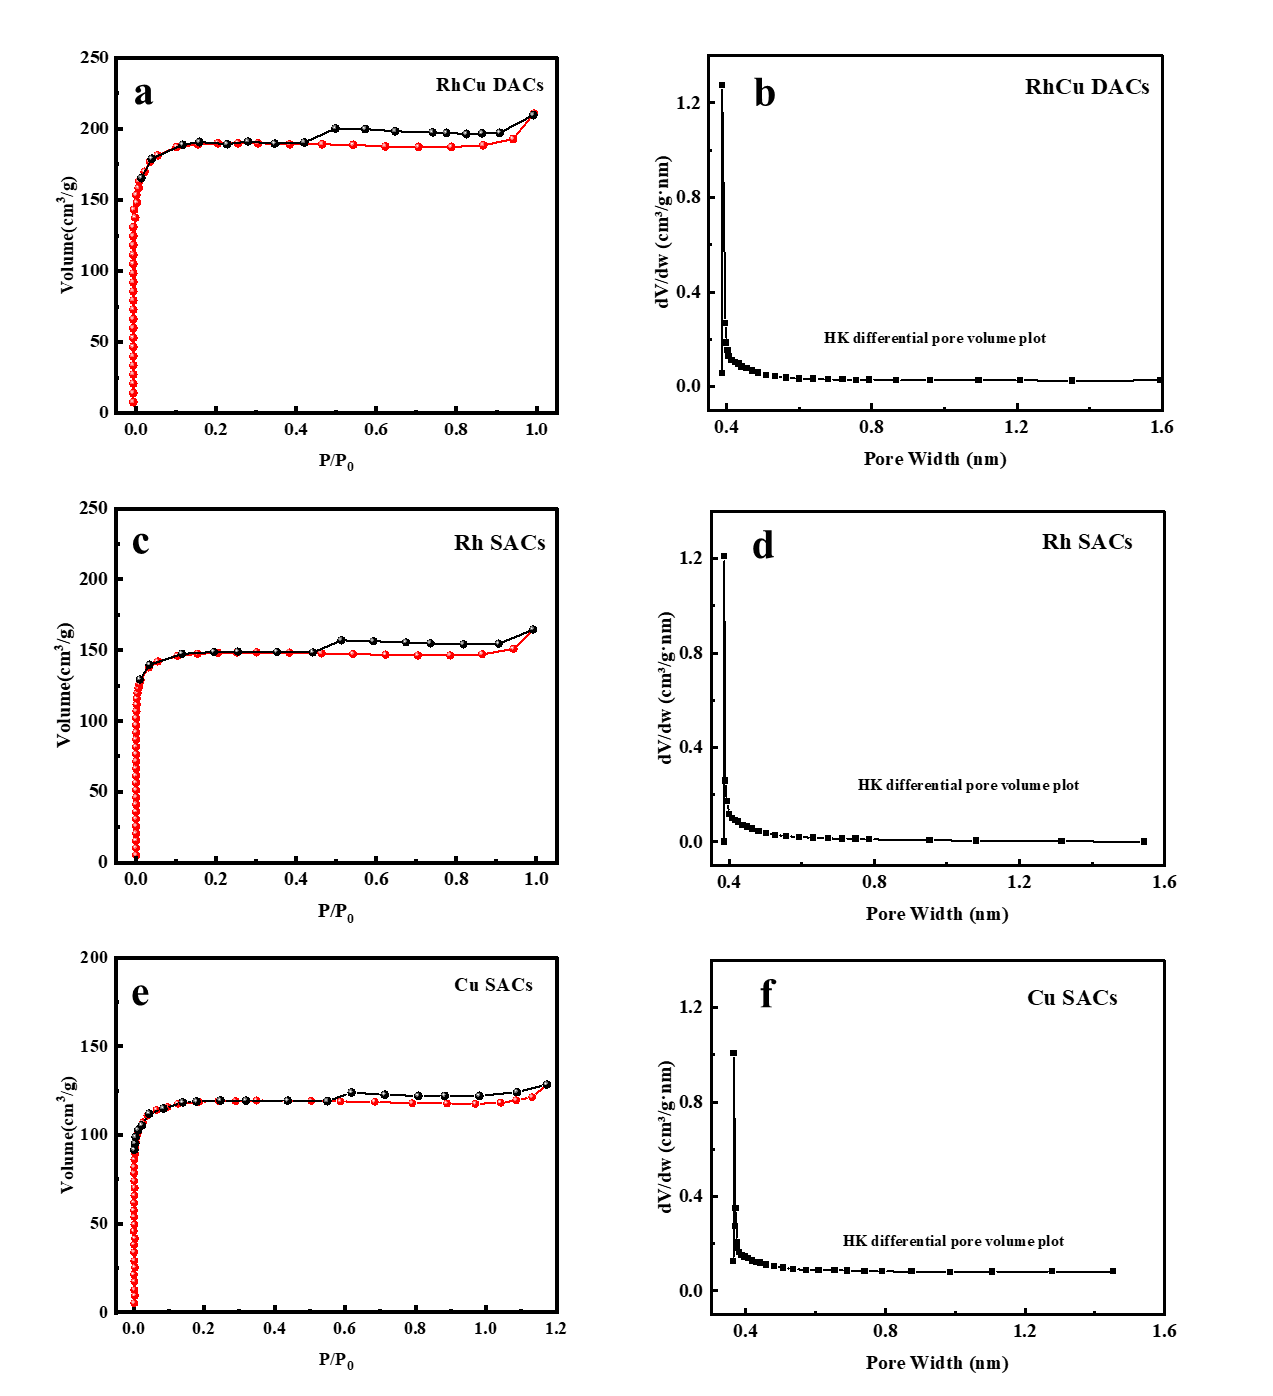 a
RhCu DACs
250
200
150
100
50
0
Volume(cm³/g)
0.0 0.2 0.4 0.6 0.8 1.0
P/P₀
b
RhCu DACs
1.2
0.8
0.4
0.0
dV/dw (cm³/g·nm)
HK differential pore volume plot
0.4 0.8 1.2 1.6
Pore Width (nm)
c
Rh SACs
250
200
150
100
50
0
Volume(cm³/g)
0.0 0.2 0.4 0.6 0.8 1.0
P/P₀
d
Rh SACs
1.2
0.8
0.4
0.0
dV/dw (cm³/g·nm)
HK differential pore volume plot
0.4 0.8 1.2 1.6
Pore Width (nm)
e
Cu SACs
200
150
100
50
0
Volume(cm³/g)
0.0 0.2 0.4 0.6 0.8 1.0 1.2
P/P₀
f
Cu SACs
1.2
0.8
0.4
0.0
dV/dw (cm³/g·nm)
HK differential pore volume plot
0.4 0.8 1.2 1.6
Pore Width (nm)